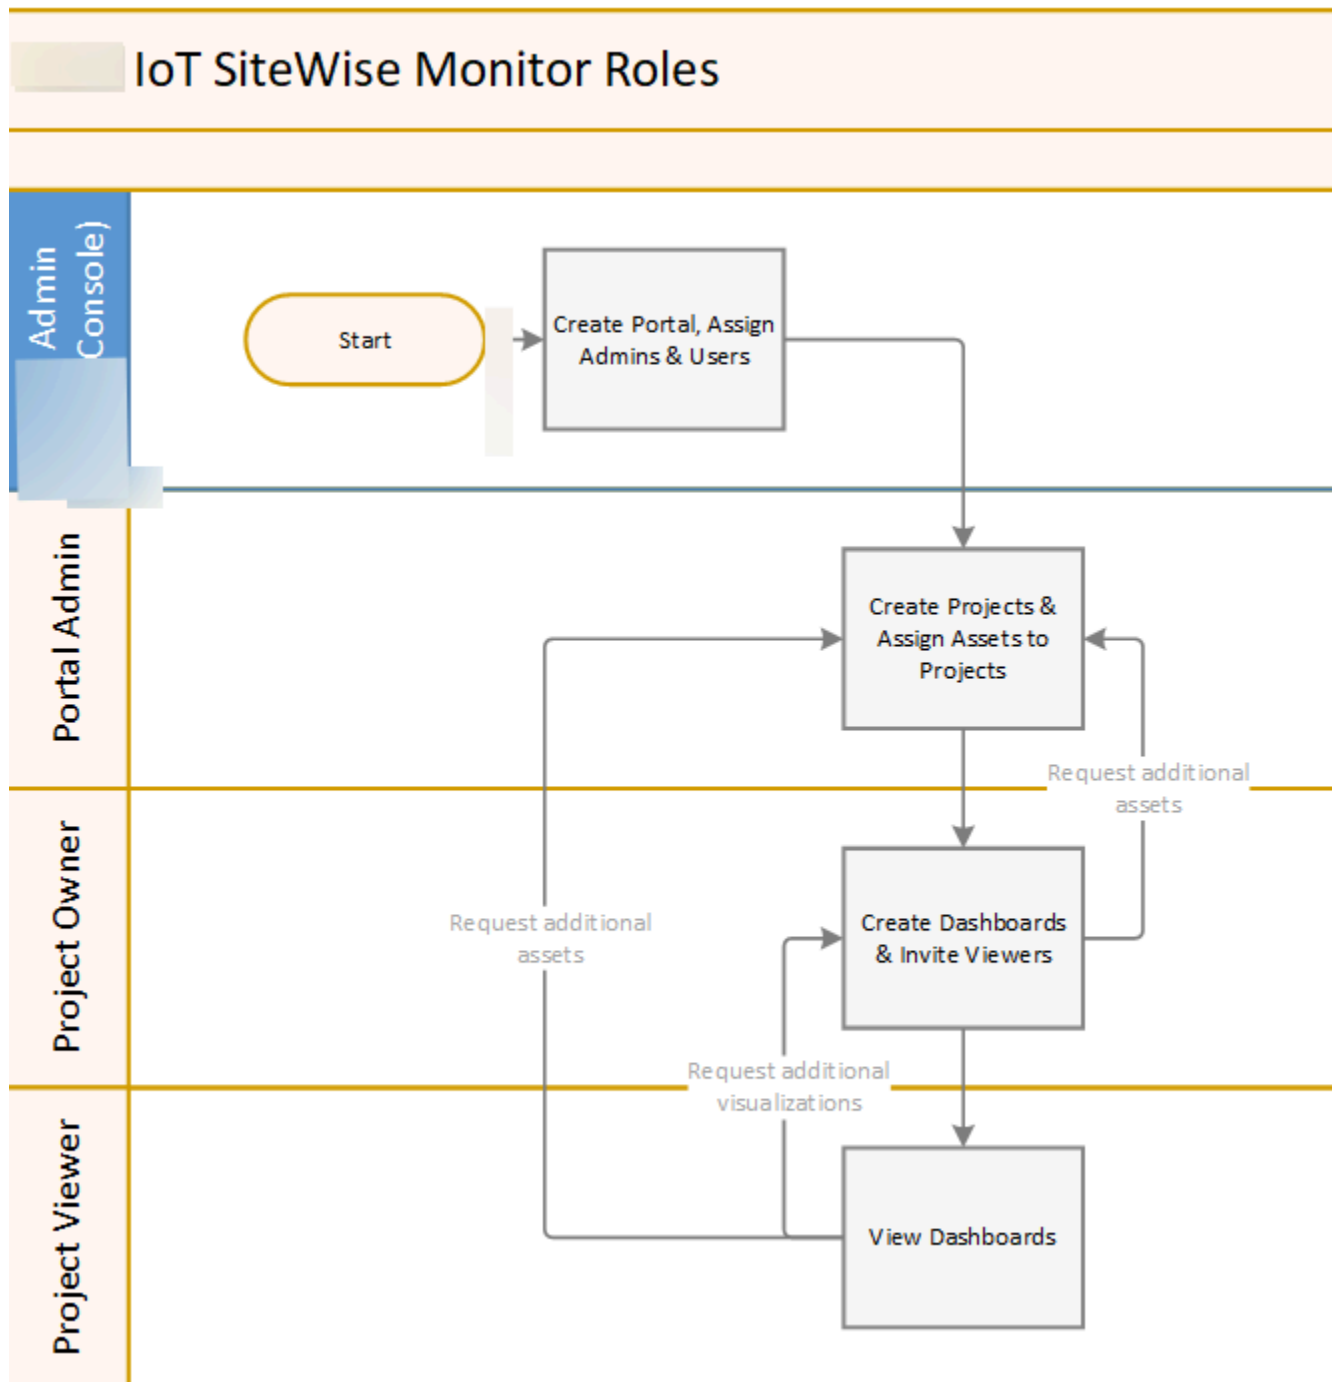 IoT SiteWise Monitor Roles
Admin
Console)
Start
Create Portal, Assign
Admins & Users
Portal Admin
Create Projects &
Assign Assets to
Projects
Request additional
assets
Project Owner
Request additional
assets
Create Dashboards
& Invite Viewers
Request additional
visualizations
Project Viewer
View Dashboards